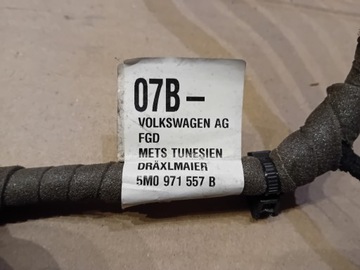 07B–
VOLKSWAGEN AG
FGD
METS TUNESIEN
DRÄXLMAIER
5M0 971 557 B